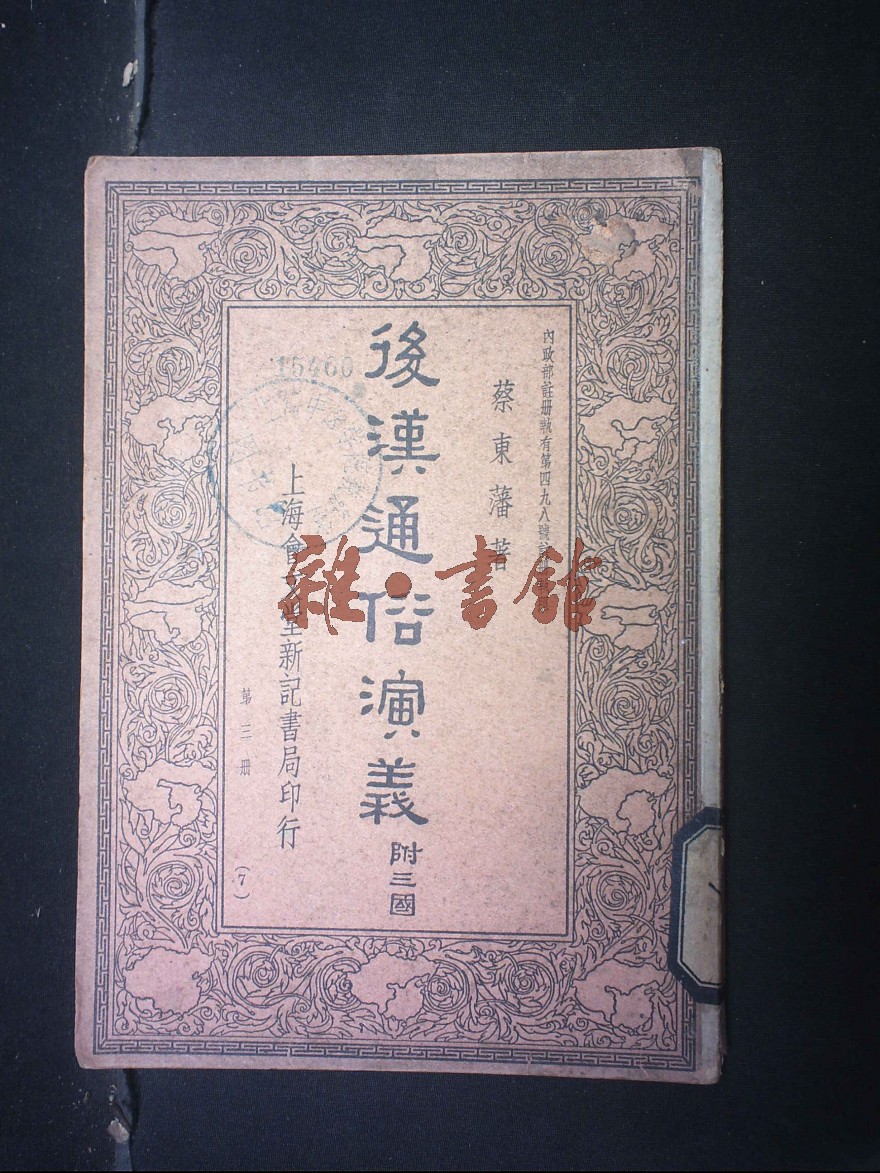 內政部註册執有第四九八號
蔡東藩著
後漢通俗演義
附三國
上海會文堂新記書局印行
第三册
(7)
15460
雜·書館